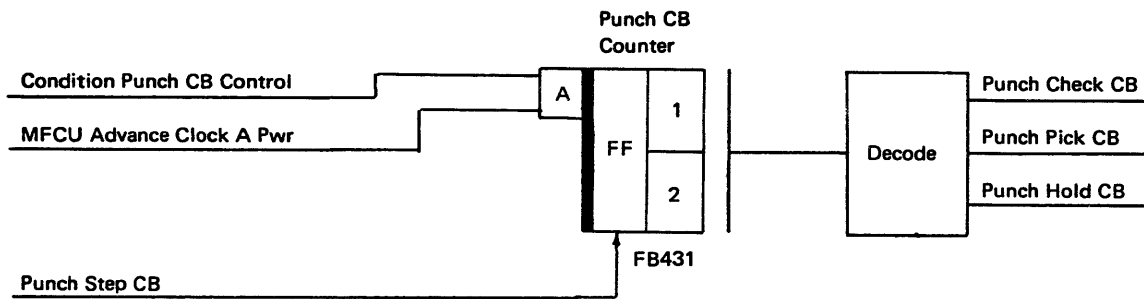 Punch CB
Counter
Condition Punch CB Control
A
MFCU Advance Clock A Pwr
FF
1
2
Decode
Punch Check CB
Punch Pick CB
Punch Hold CB
FB431
Punch Step CB